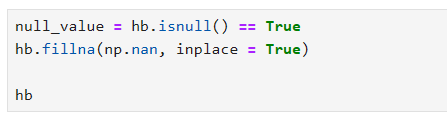 null_value = hb.isnull() == True
hb.fillna(np.nan, inplace = True)
hb